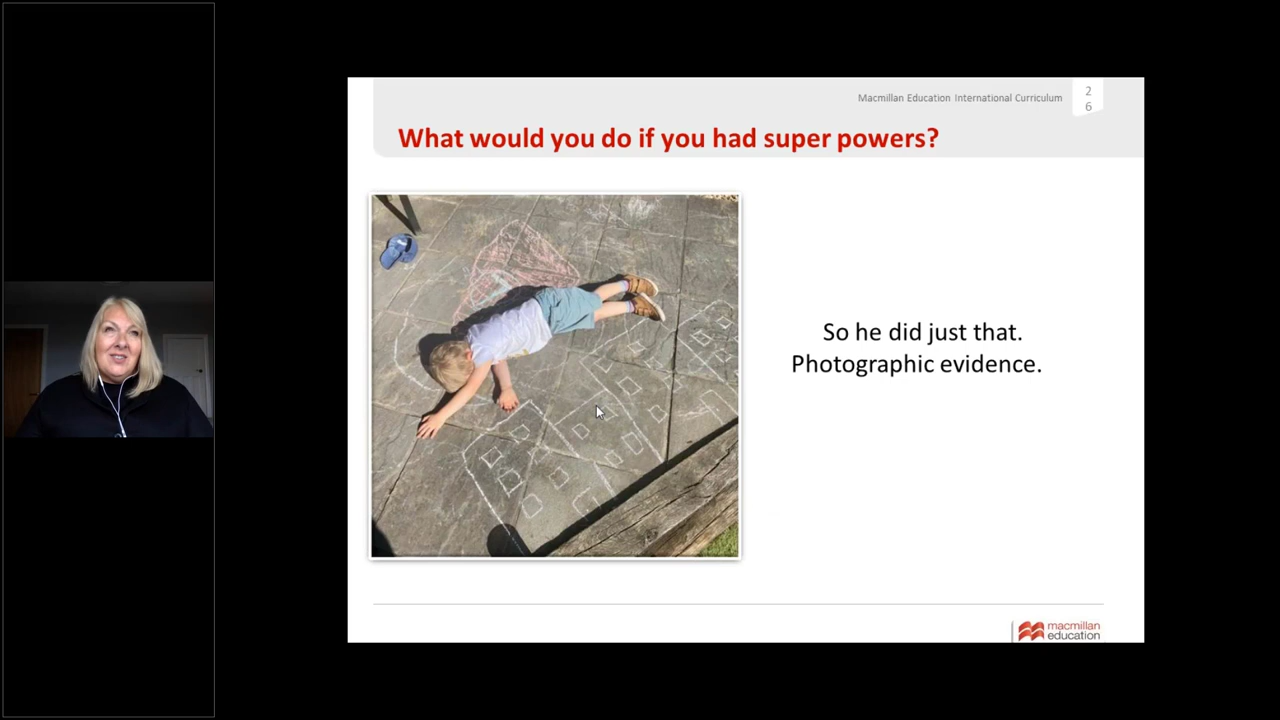 Macmillan Education International Curriculum
2
6
What would you do if you had super powers?
So he did just that.
Photographic evidence.
macmillan
education